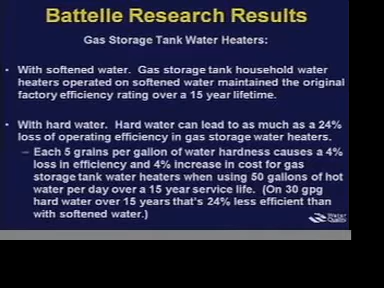 Battelle Research Results
Gas Storage Tank Water Heaters:
• With softened water. Gas storage tank household water
heaters operated on softened water maintained the original
factory efficiency rating over a 15 year lifetime.
• With hard water. Hard water can lead to as much as a 24%
loss of operating efficiency in gas storage water heaters.
– Each 5 grains per gallon of water hardness causes a 4%
loss in efficiency and 4% increase in cost for gas
storage tank water heaters when using 50 gallons of hot
water per day over a 15 year service life. (On 30 gpg
hard water over 15 years that's 24% less efficient than
with softened water.)
Water
Quality